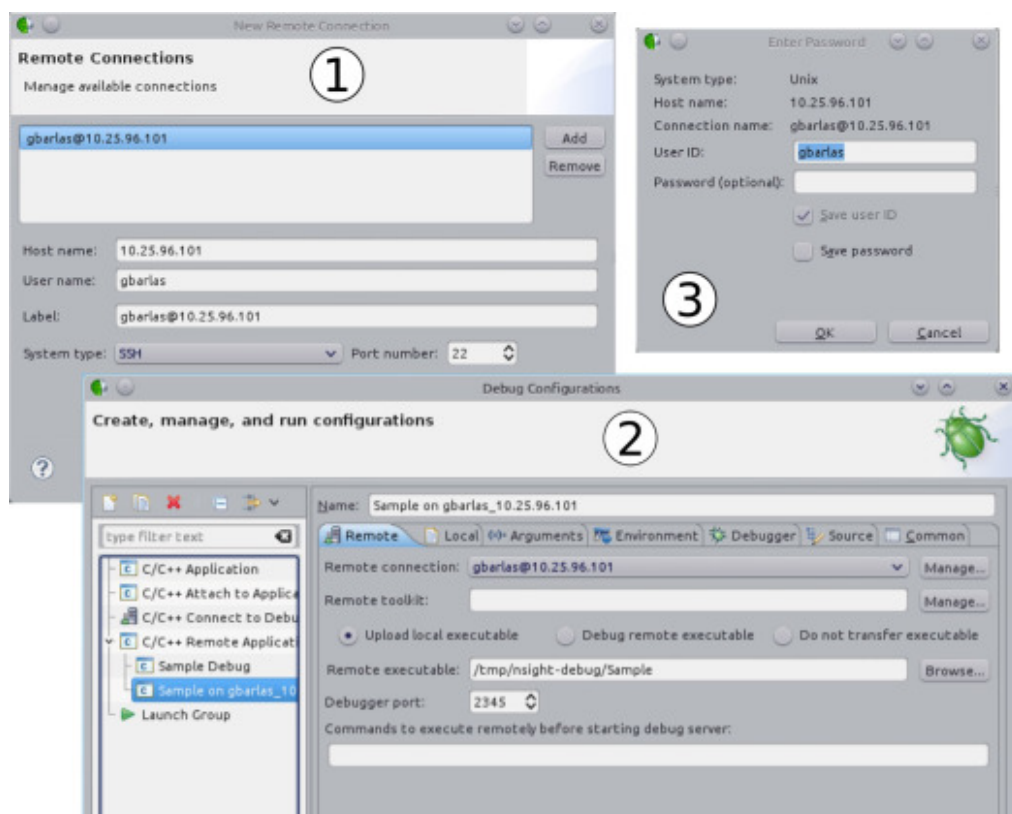 New Remote Connection
Remote Connections
Manage available connections
1
gbarlas@10.25.96.101
Add
Remove
Host name: 10.25.96.101
User name: gbarlas
Label: gbarlas@10.25.96.101
System type: SSH Port number: 22
?
Enter Password
System type: Unix
Host name: 10.25.96.101
Connection name: gbarlas@10.25.96.101
User ID: gbarlas
Password (optional):
Save user ID
Save password
3
OK Cancel
Debug Configurations
Create, manage, and run configurations
2
type filter text
C/C++ Application
C/C++ Attach to Applica
C/C++ Connect to Debu
C/C++ Remote Applicati
Sample Debug
Sample on gbarlas_10
Launch Group
Name: Sample on gbarlas_10.25.96.101
Remote Local Arguments Environment Debugger Source Common
Remote connection: gbarlas@10.25.96.101 Manage...
Remote toolkit: Manage...
Upload local executable Debug remote executable Do not transfer executable
Remote executable: /tmp/nsight-debug/Sample Browse...
Debugger port: 2345
Commands to execute remotely before starting debug server: